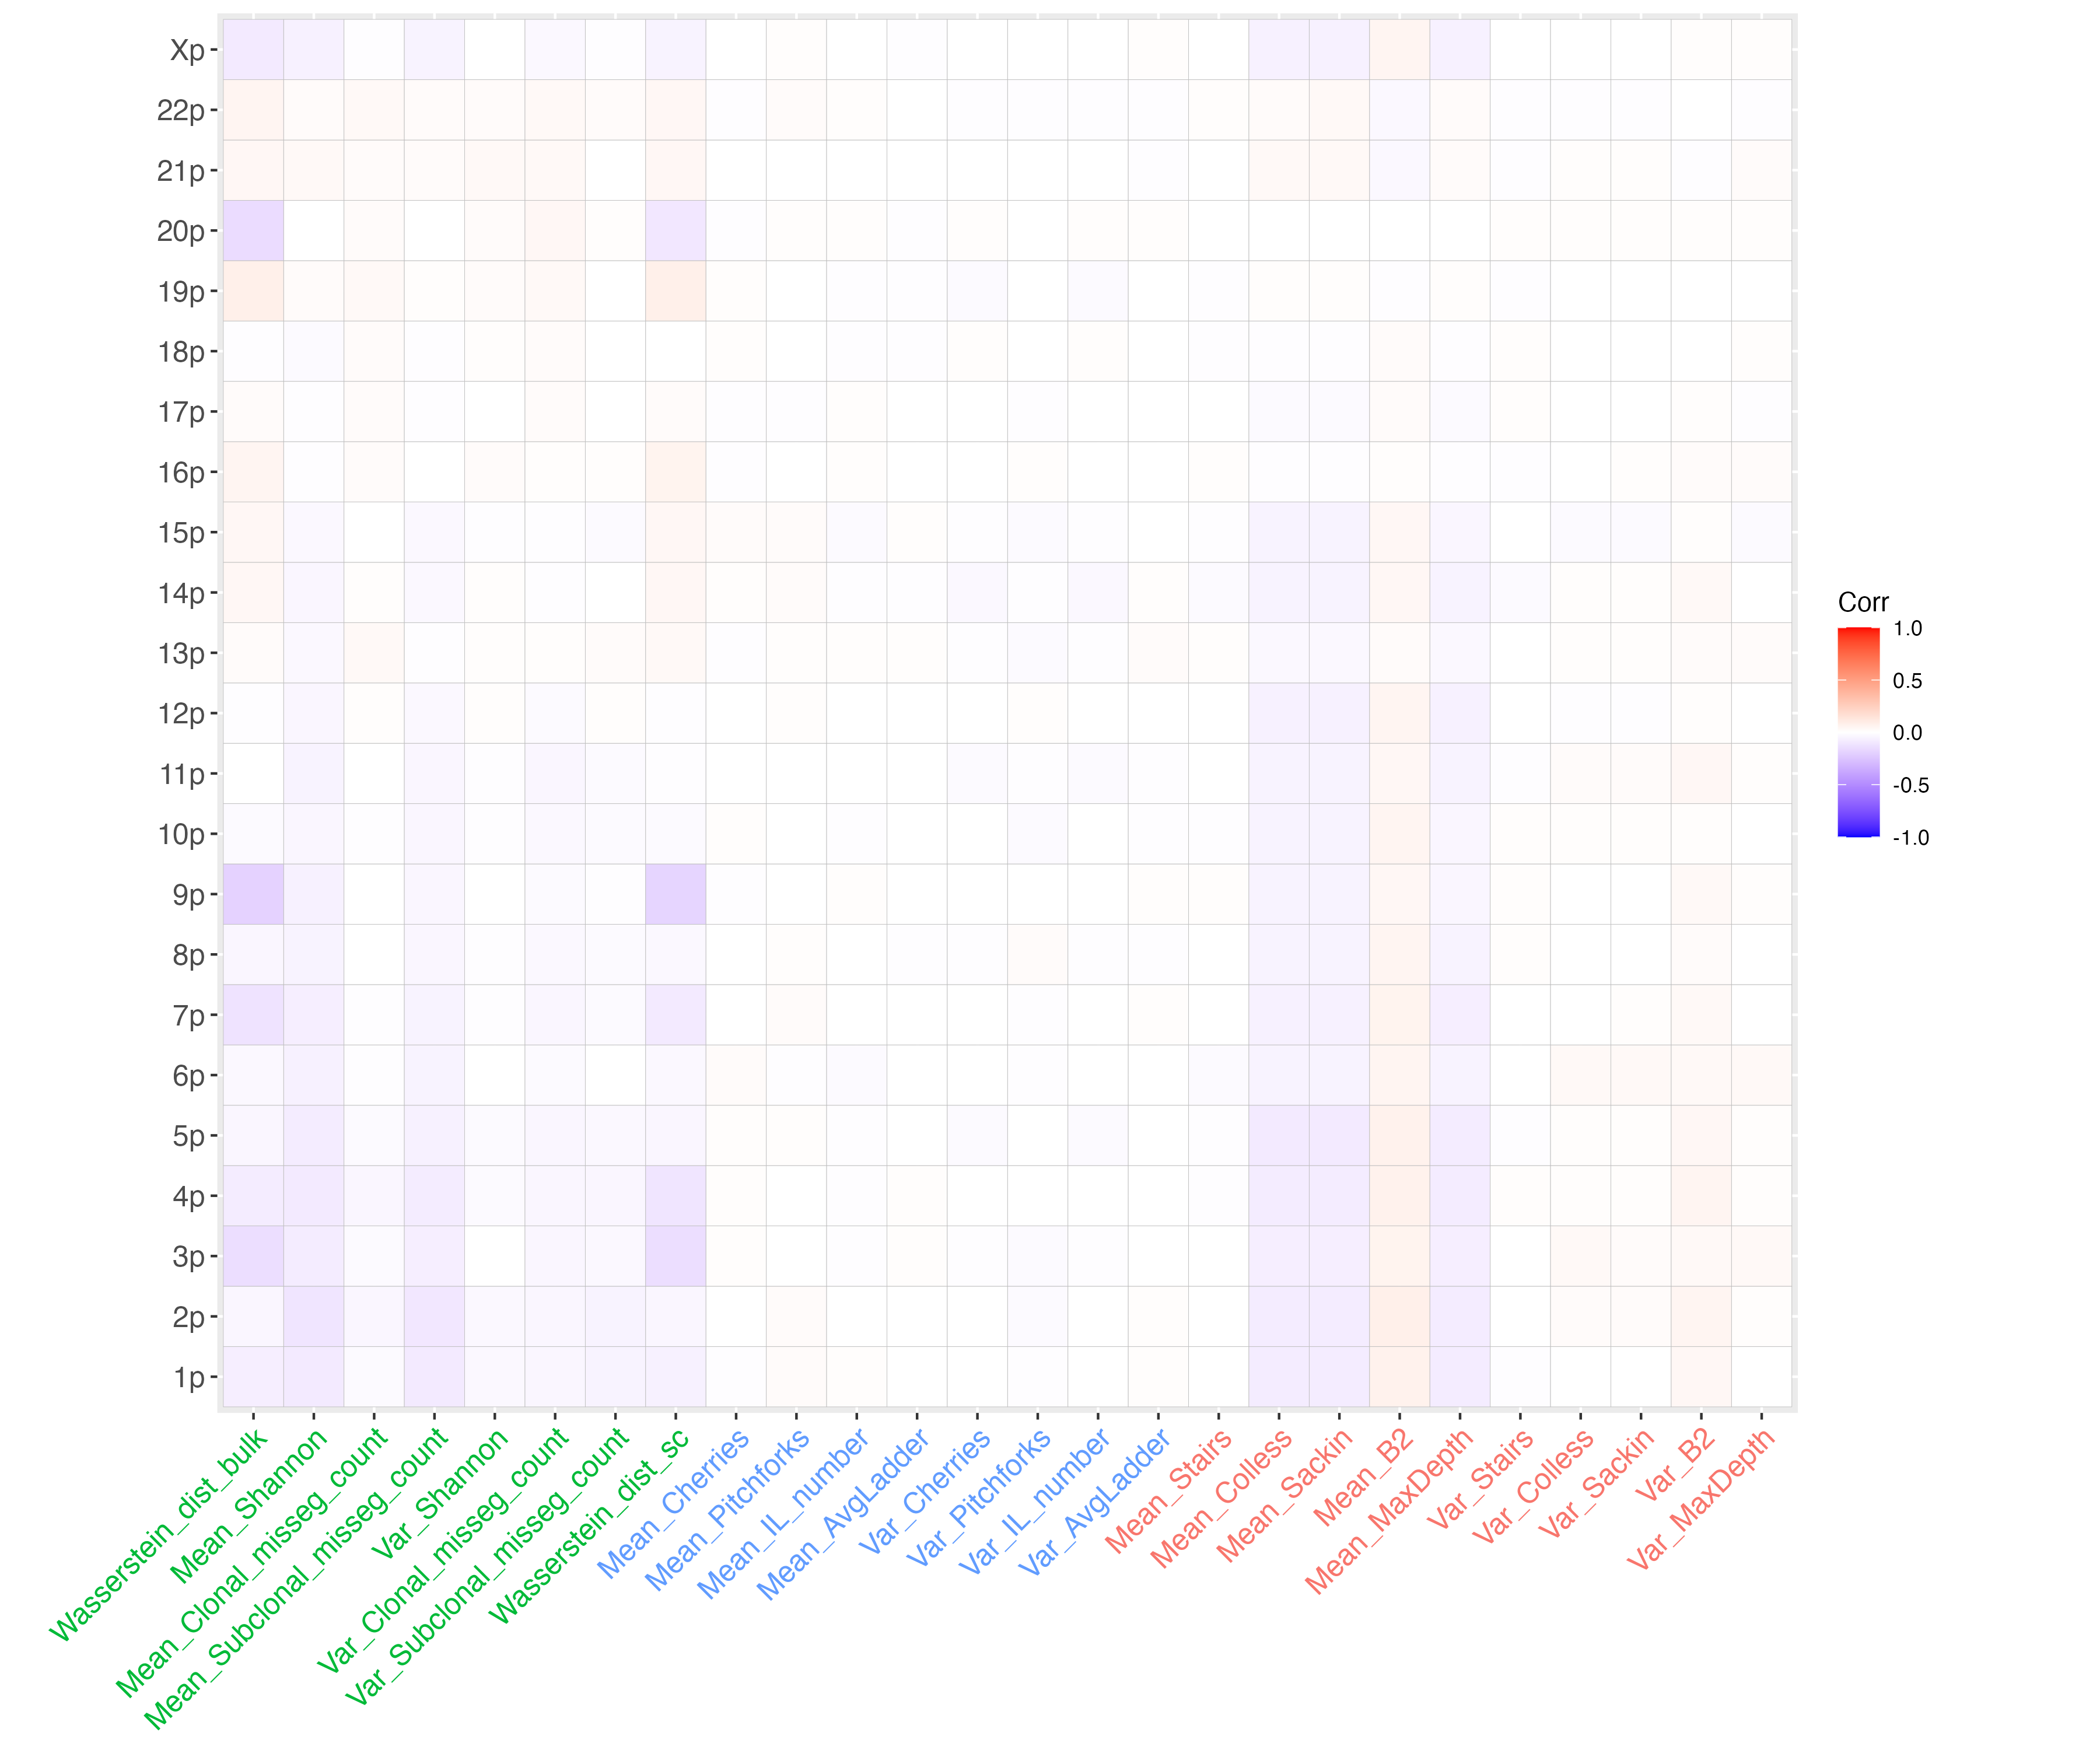 Xp
22p
21p
20p
19p
18p
17p
16p
15p
14p
13p
12p
11p
10p
9p
8p
7p
6p
5p
4p
3p
2p
1p
Wasserstein_dist_bulk
Mean_Shannon
Mean_Clonal_misseg_count
Mean_Subclonal_misseg_count
Var_Shannon
Var_Clonal_misseg_count
Var_Subclonal_misseg_count
Wasserstein_dist_sc
Mean_Cherries
Mean_Pitchforks
Mean_IL_number
Mean_AvgLadder
Var_Cherries
Var_Pitchforks
Var_IL_number
Var_AvgLadder
Mean_Stairs
Mean_Colless
Mean_Sackin
Mean_B2
Mean_MaxDepth
Var_Stairs
Var_Colless
Var_Sackin
Var_B2
Var_MaxDepth
Corr
1.0
0.5
0.0
-0.5
-1.0